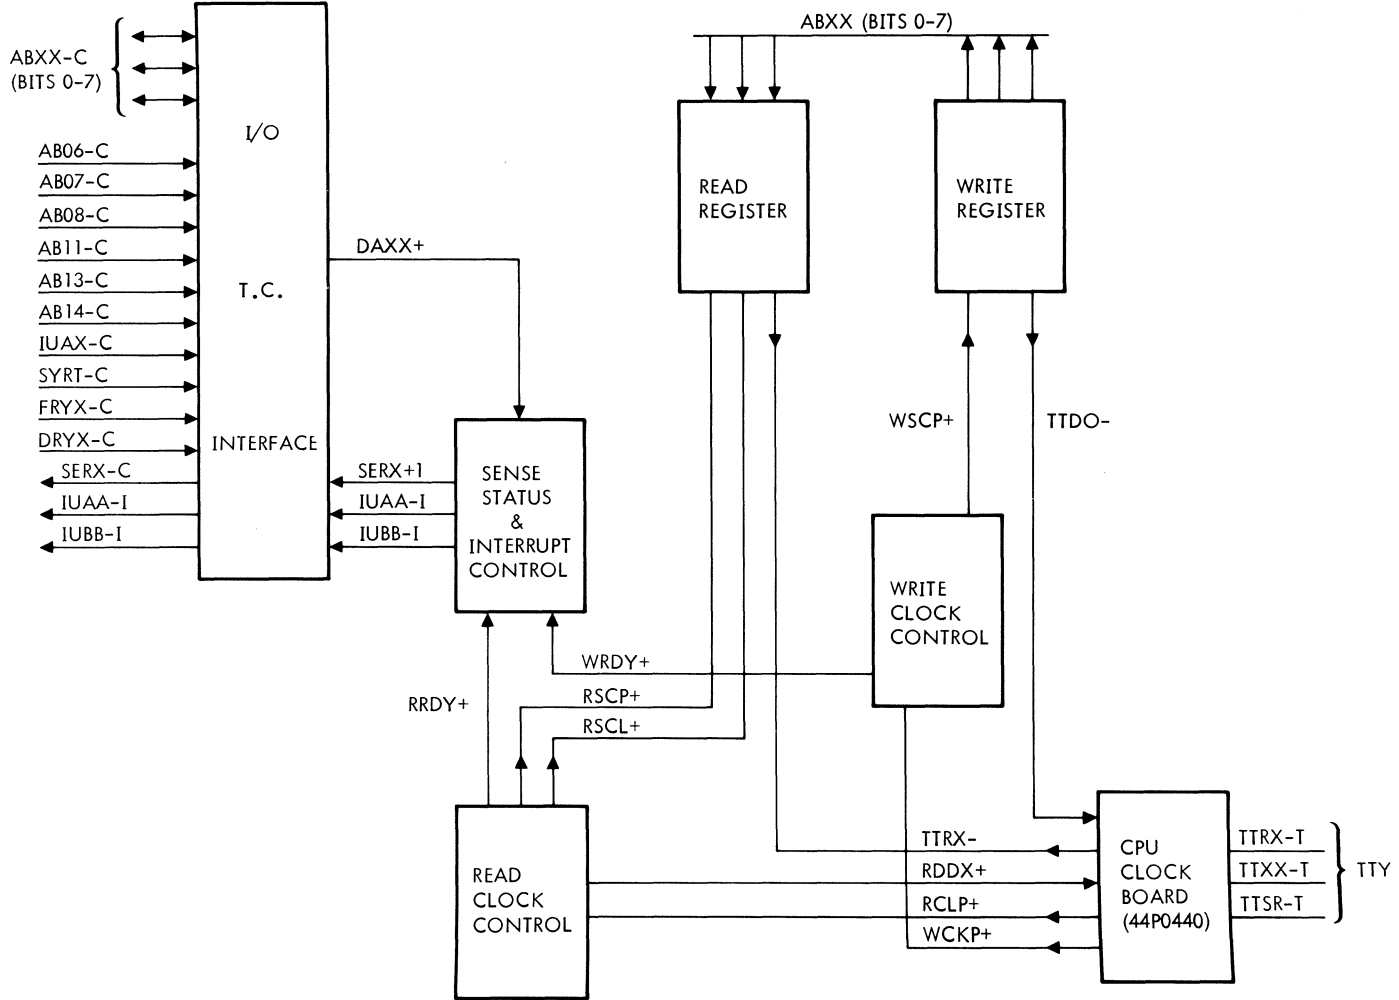 ABXX (BITS 0-7)
ABXX-C
(BITS 0-7)
I/O
T.C.
INTERFACE
AB06-C
AB07-C
AB08-C
AB11-C
AB13-C
AB14-C
IUAX-C
SYRT-C
FRYX-C
DRYX-C
SERX-C
IUAA-I
IUBB-I
DAXX+
SERX+1
IUAA-I
IUBB-I
SENSE
STATUS
&
INTERRUPT
CONTROL
READ
REGISTER
WRITE
REGISTER
WSCP+
TTDO-
WRITE
CLOCK
CONTROL
WRDY+
RSCP+
RSCL+
RRDY+
READ
CLOCK
CONTROL
TTRX-
RDDX+
RCLP+
WCKP+
CPU
CLOCK
BOARD
(44P0440)
TTRX-T
TTXX-T
TTSR-T
TTY